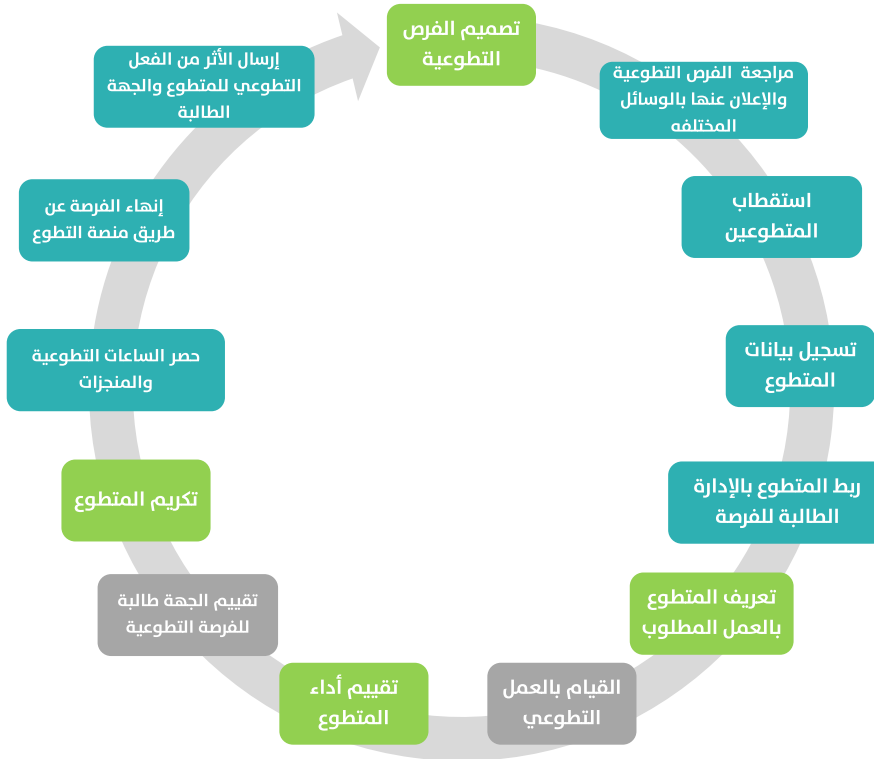 تصميم الفرص
التطوعية
مراجعة الفرص التطوعية
والإعلان عنها بالوسائل
المختلفه
استقطاب
المتطوعين
تسجيل بيانات
المتطوع
ربط المتطوع بالإدارة
الطالبة للفرصة
تعريف المتطوع
بالعمل المطلوب
القيام بالعمل
التطوعي
تقييم أداء
المتطوع
تقييم الجهة طالبة
للفرصة التطوعية
تكريم المتطوع
حصر الساعات التطوعية
والمنجزات
إنهاء الفرصة عن
طريق منصة التطوع
إرسال الأثر من الفعل
التطوعي للمتطوع والجهة
الطالبة